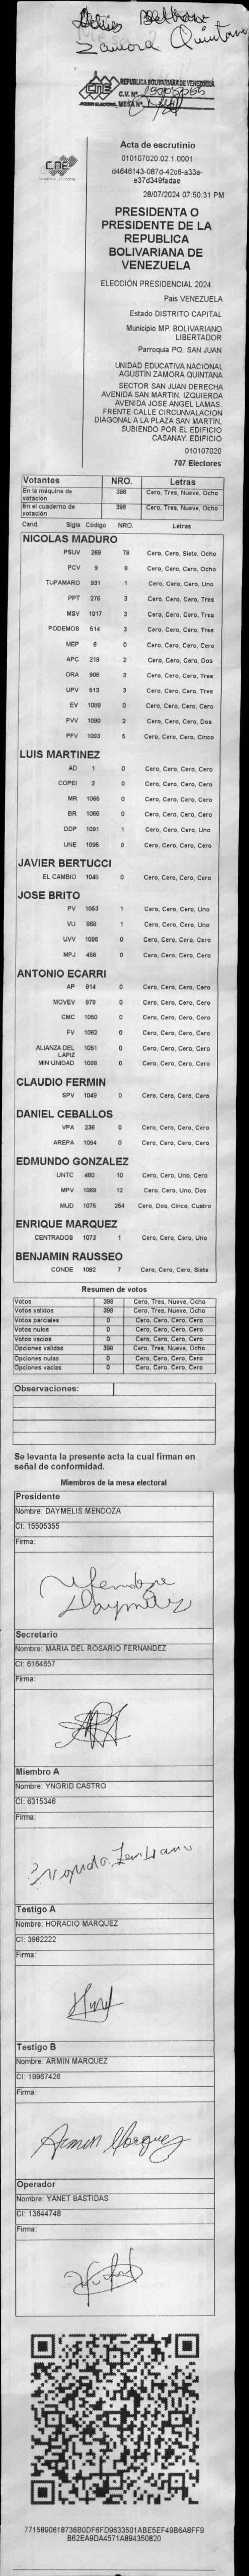 Zamora Quintana
CNE
REPUBLICA BOLIVARIANA DE VENEZUELA
C.V. Nº
MESA Nº
CNE
Acta de escrutinio
010107020.02.1.0001
d4646143-087d-42c6-a33a-
e37d349fadae
28/07/2024 07:50:31 PM
PRESIDENTA O
PRESIDENTE DE LA
REPUBLICA
BOLIVARIANA DE
VENEZUELA
ELECCIÓN PRESIDENCIAL 2024
Pais VENEZUELA
Estado DISTRITO CAPITAL
Municipio MP. BOLIVARIANO
LIBERTADOR
Parroquia PQ. SAN JUAN
UNIDAD EDUCATIVA NACIONAL
AGUSTÍN ZAMORA QUINTANA
SECTOR SAN JUAN DERECHA
AVENIDA SAN MARTIN. IZQUIERDA
AVENIDA JOSE ANGEL LAMAS.
FRENTE CALLE CIRCUNVALACION
DIAGONAL A LA PLAZA SAN MARTÍN.
SUBIENDO POR EL EDIFICIO
CASANAY. EDIFICIO
010107020
707 Electores
Votantes NRO. Letras
En la máquina de votación 398 Cero, Tres, Nueve, Ocho
En el cuaderno de votación 398 Cero, Tres, Nueve, Ocho
Cand. Sigla Código NRO. Letras
NICOLAS MADURO
PSUV 269 78 Cero, Cero, Siete, Ocho
PCV 9 8 Cero, Cero, Cero, Ocho
TUPAMARO 931 1 Cero, Cero, Cero, Uno
PPT 276 3 Cero, Cero, Cero, Tres
MSV 1017 3 Cero, Cero, Cero, Tres
PODEMOS 514 3 Cero, Cero, Cero, Tres
MEP 6 0 Cero, Cero, Cero, Cero
APC 218 2 Cero, Cero, Cero, Dos
ORA 906 3 Cero, Cero, Cero, Tres
UPV 513 3 Cero, Cero, Cero, Tres
EV 1089 0 Cero, Cero, Cero, Cero
PVV 1090 2 Cero, Cero, Cero, Dos
PFV 1093 5 Cero, Cero, Cero, Cinco
LUIS MARTINEZ
AD 1 0 Cero, Cero, Cero, Cero
COPEI 2 0 Cero, Cero, Cero, Cero
MR 1065 0 Cero, Cero, Cero, Cero
BR 1066 0 Cero, Cero, Cero, Cero
DDP 1091 1 Cero, Cero, Cero, Uno
UNE 1095 0 Cero, Cero, Cero, Cero
JAVIER BERTUCCI
EL CAMBIO 1048 0 Cero, Cero, Cero, Cero
JOSE BRITO
PV 1053 1 Cero, Cero, Cero, Uno
VU 868 1 Cero, Cero, Cero, Uno
UVV 1096 0 Cero, Cero, Cero, Cero
MPJ 458 0 Cero, Cero, Cero, Cero
ANTONIO ECARRI
AP 814 0 Cero, Cero, Cero, Cero
MOVEV 878 0 Cero, Cero, Cero, Cero
CMC 1050 0 Cero, Cero, Cero, Cero
FV 1062 0 Cero, Cero, Cero, Cero
ALIANZA DEL LAPIZ 1051 0 Cero, Cero, Cero, Cero
MIN UNIDAD 1068 0 Cero, Cero, Cero, Cero
CLAUDIO FERMIN
SPV 1049 0 Cero, Cero, Cero, Cero
DANIEL CEBALLOS
VPA 236 0 Cero, Cero, Cero, Cero
AREPA 1094 0 Cero, Cero, Cero, Cero
EDMUNDO GONZALEZ
UNTC 460 10 Cero, Cero, Uno, Cero
MPV 1069 12 Cero, Cero, Uno, Dos
MUD 1075 254 Cero, Dos, Cinco, Cuatro
ENRIQUE MARQUEZ
CENTRADOS 1073 1 Cero, Cero, Cero, Uno
BENJAMIN RAUSSEO
CONDE 1092 7 Cero, Cero, Cero, Siete
Resumen de votos
Votos 398 Cero, Tres, Nueve, Ocho
Votos validos 398 Cero, Tres, Nueve, Ocho
Votos parciales 0 Cero, Cero, Cero, Cero
Votos nulos 0 Cero, Cero, Cero, Cero
Votos vacios 0 Cero, Cero, Cero, Cero
Opciones validas 398 Cero, Tres, Nueve, Ocho
Opciones nulas 0 Cero, Cero, Cero, Cero
Opciones vacias 0 Cero, Cero, Cero, Cero
Observaciones:
Se levanta la presente acta la cual firman en
señal de conformidad.
Miembros de la mesa electoral
Presidente
Nombre: DAYMELIS MENDOZA
CI: 15505355
Firma:
Secretario
Nombre: MARIA DEL ROSARIO FERNANDEZ
CI: 6164657
Firma:
Miembro A
Nombre: YNGRID CASTRO
CI: 6315346
Firma:
Testigo A
Nombre: HORACIO MARQUEZ
CI: 3982222
Firma:
Testigo B
Nombre: ARMIN MARQUEZ
CI: 19967426
Firma:
Armin Marquez
Operador
Nombre: YANET BASTIDAS
CI: 13644748
Firma:
7715890618736B0DF6FD9633501ABE5EF49B6A8FF9
B62EA9DA4571A894350820